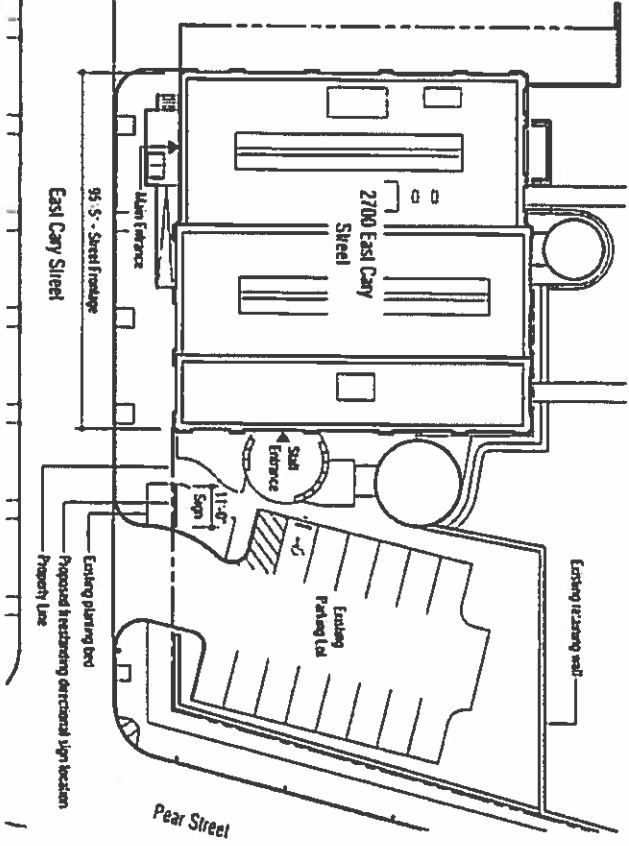 2700 East Cary
Street
Main Entrance
95'-5" - Street Frontage
East Cary Street
Staff
Entrance
11'-0"
Sign
Existing
Parking Lot
Existing retaining wall
Existing planting bed
Proposed freestanding directional sign location
Property Line
Pear Street